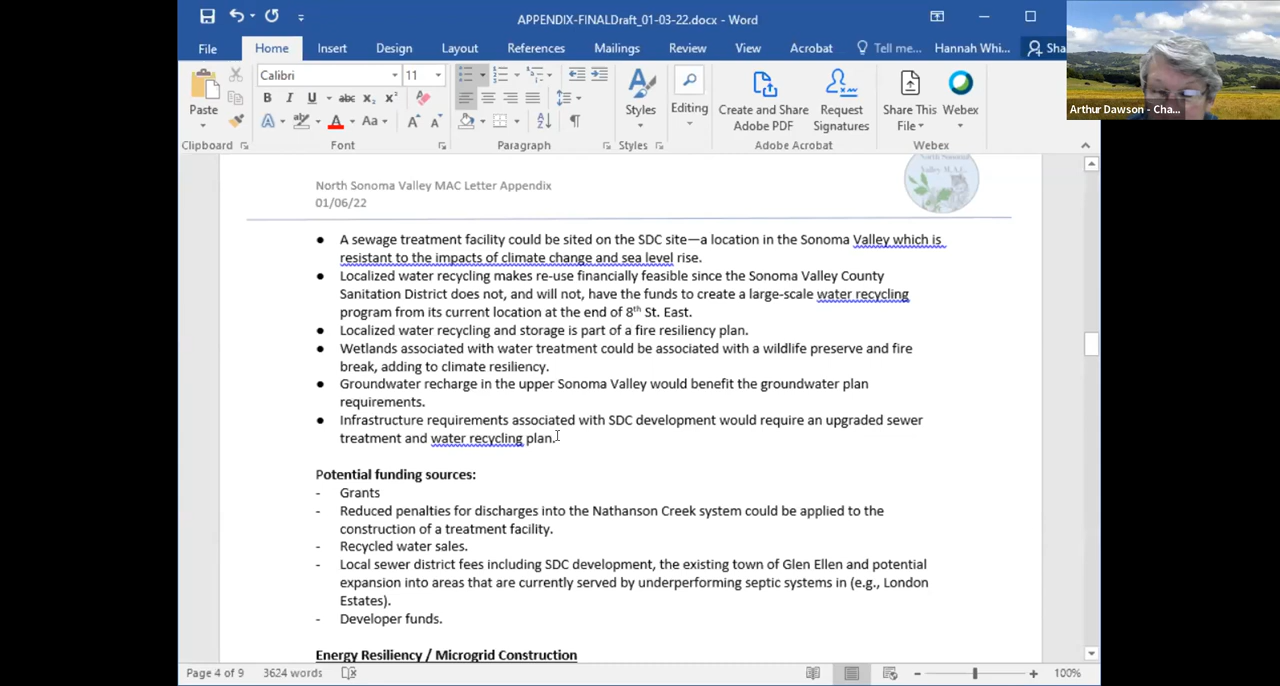 APPENDIX-FINALDraft_01-03-22.docx - Word
File Home Insert Design Layout References Mailings Review View Acrobat Tell me... Hannah Whi... Sha
Arthur Dawson - Cha...
Calibri 11
Paste
B I U abc X₂ X²
A A Aa A A
Styles
Editing
Create and Share
Adobe PDF
Request
Signatures
Share This
File
Webex
Clipboard Font Paragraph Styles Adobe Acrobat Webex
North Sonoma
Valley M.A.C.
North Sonoma Valley MAC Letter Appendix
01/06/22
● A sewage treatment facility could be sited on the SDC site—a location in the Sonoma Valley which is
resistant to the impacts of climate change and sea level rise.
● Localized water recycling makes re-use financially feasible since the Sonoma Valley County
Sanitation District does not, and will not, have the funds to create a large-scale water recycling
program from its current location at the end of 8th St. East.
● Localized water recycling and storage is part of a fire resiliency plan.
● Wetlands associated with water treatment could be associated with a wildlife preserve and fire
break, adding to climate resiliency.
● Groundwater recharge in the upper Sonoma Valley would benefit the groundwater plan
requirements.
● Infrastructure requirements associated with SDC development would require an upgraded sewer
treatment and water recycling plan.
Potential funding sources:
- Grants
- Reduced penalties for discharges into the Nathanson Creek system could be applied to the
construction of a treatment facility.
- Recycled water sales.
- Local sewer district fees including SDC development, the existing town of Glen Ellen and potential
expansion into areas that are currently served by underperforming septic systems in (e.g., London
Estates).
- Developer funds.
Energy Resiliency / Microgrid Construction
Page 4 of 9 3624 words 100%